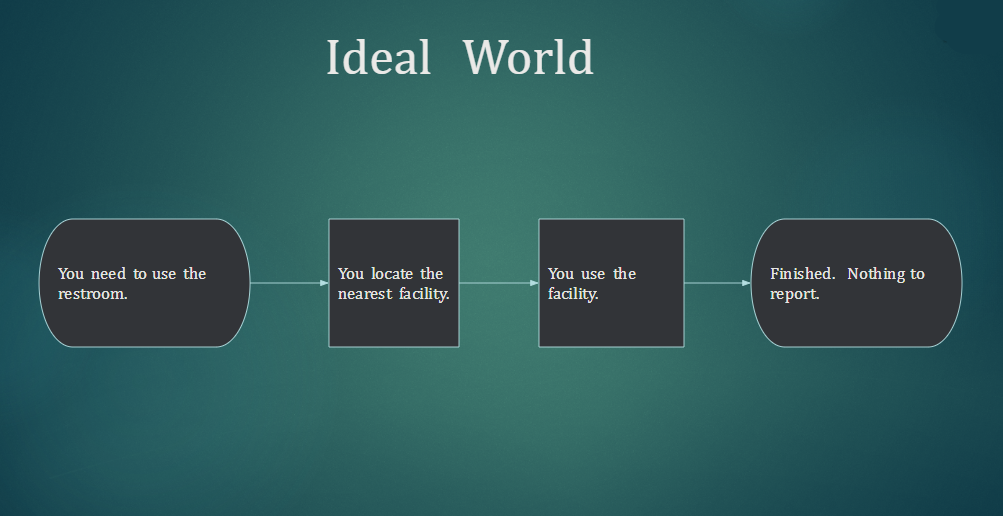 Ideal World
You need to use the
restroom.
You locate the
nearest facility.
You use the
facility.
Finished. Nothing to
report.